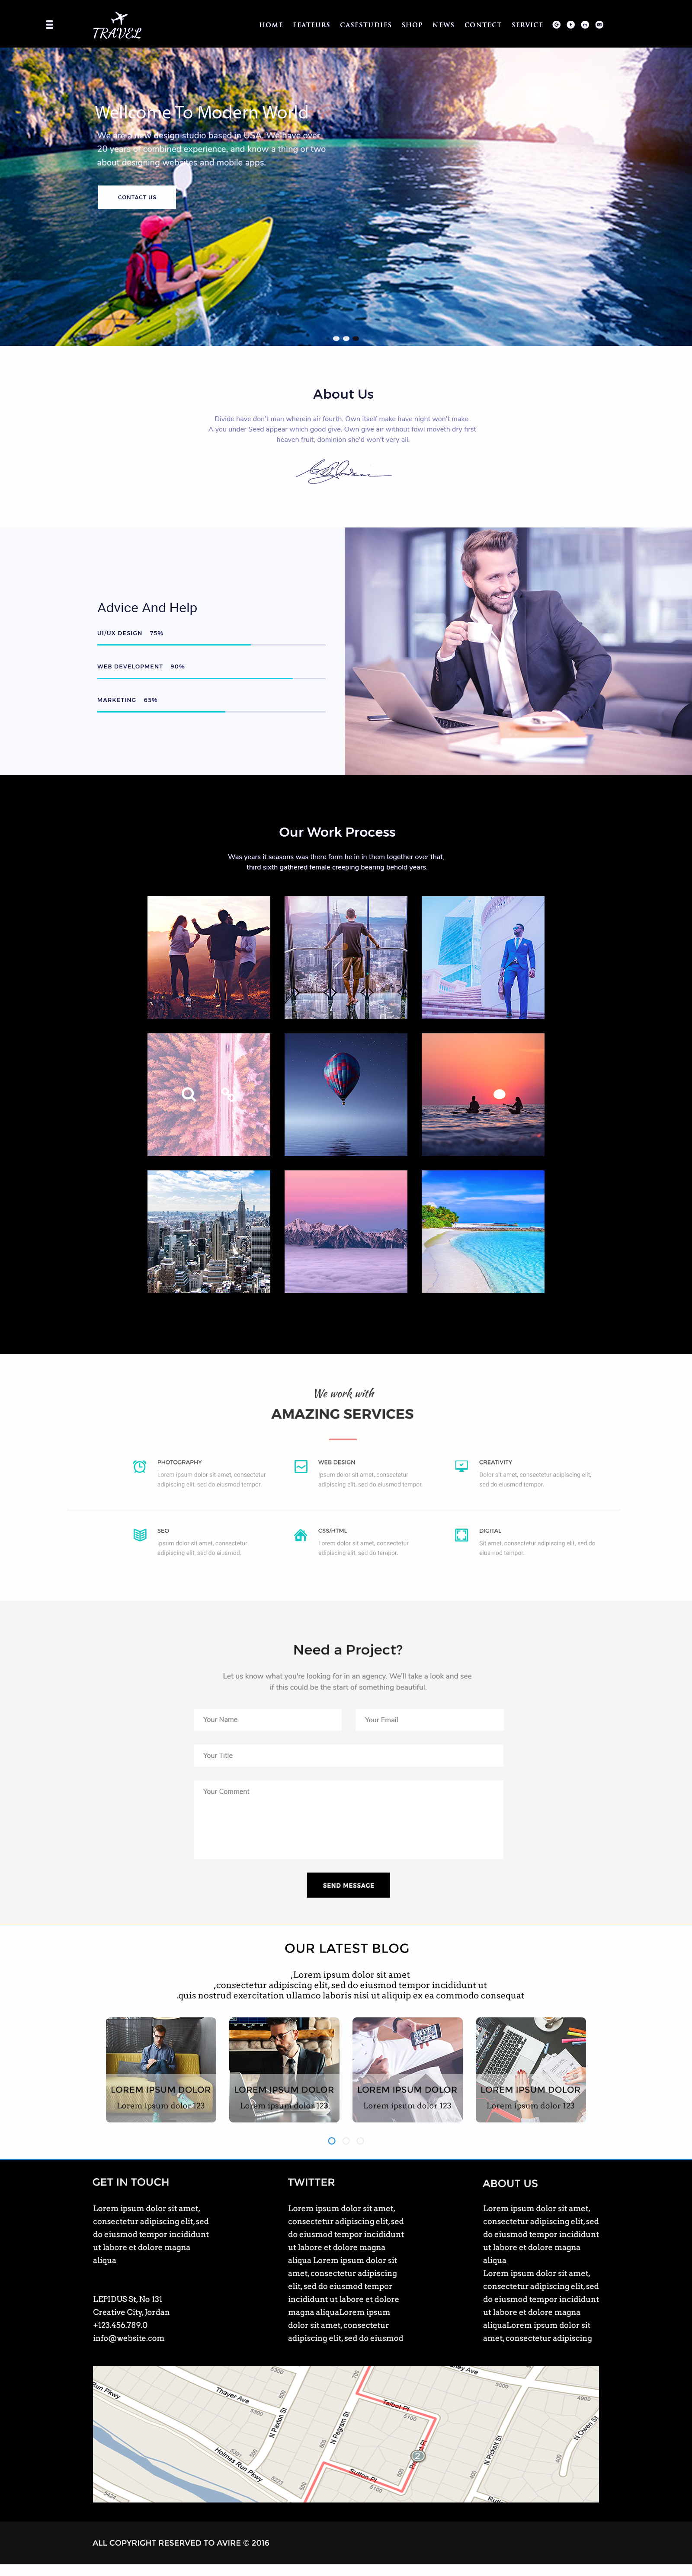 TRAVEL
HOME FEATEURS CASESTUDIES SHOP NEWS CONTECT SERVICE
Wellcome To Modern World
We are a new design studio based in USA. We have over
20 years of combined experience, and know a thing or two
about designing websites and mobile apps.
CONTACT US
About Us
Divide have don't man wherein air fourth. Own itself make have night won't make.
A you under Seed appear which good give. Own give air without fowl moveth dry first
heaven fruit, dominion she'd won't very all.
Advice And Help
UI/UX DESIGN 75%
WEB DEVELOPMENT 90%
MARKETING 65%
Our Work Process
Was years it seasons was there form he in in them together over that,
third sixth gathered female creeping bearing behold years.
We work with
AMAZING SERVICES
PHOTOGRAPHY
Lorem ipsum dolor sit amet, consectetur
adipiscing elit, sed do eiusmod tempor.
WEB DESIGN
Ipsum dolor sit amet, consectetur
adipiscing elit, sed do eiusmod tempor.
CREATIVITY
Dolor sit amet, consectetur adipiscing elit,
sed do eiusmod tempor.
SEO
Ipsum dolor sit amet, consectetur
adipiscing elit, sed do eiusmod.
CSS/HTML
Lorem dolor sit amet, consectetur
adipiscing elit, sed do tempor.
DIGITAL
Sit amet, consectetur adipiscing elit, sed do
eiusmod tempor.
Need a Project?
Let us know what you're looking for in an agency. We'll take a look and see
if this could be the start of something beautiful.
Your Name
Your Email
Your Title
Your Comment
SEND MESSAGE
OUR LATEST BLOG
,Lorem ipsum dolor sit amet
,consectetur adipiscing elit, sed do eiusmod tempor incididunt ut
.quis nostrud exercitation ullamco laboris nisi ut aliquip ex ea commodo consequat
LOREM IPSUM DOLOR
Lorem ipsum dolor 123
LOREM IPSUM DOLOR
Lorem ipsum dolor 123
LOREM IPSUM DOLOR
Lorem ipsum dolor 123
LOREM IPSUM DOLOR
Lorem ipsum dolor 123
GET IN TOUCH
Lorem ipsum dolor sit amet,
consectetur adipiscing elit, sed
do eiusmod tempor incididunt
ut labore et dolore magna
aliqua
LEPIDUS St, No 131
Creative City, Jordan
+123.456.789.0
info@website.com
TWITTER
Lorem ipsum dolor sit amet,
consectetur adipiscing elit, sed
do eiusmod tempor incididunt
ut labore et dolore magna
aliqua Lorem ipsum dolor sit
amet, consectetur adipiscing
elit, sed do eiusmod tempor
incididunt ut labore et dolore
magna aliquaLorem ipsum
dolor sit amet, consectetur
adipiscing elit, sed do eiusmod
ABOUT US
Lorem ipsum dolor sit amet,
consectetur adipiscing elit, sed
do eiusmod tempor incididunt
ut labore et dolore magna
aliqua
Lorem ipsum dolor sit amet,
consectetur adipiscing elit, sed
do eiusmod tempor incididunt
ut labore et dolore magna
aliquaLorem ipsum dolor sit
amet, consectetur adipiscing
Run Pkwy
Thayer Ave
5300
N Paxton St
Holmes Run Pkwy
5301
5223
5424
N Pegram St
Talbot Pl
5100
Sutton Pl
5100
2
5000
4900
N Pickett St
N Owen St
ALL COPYRIGHT RESERVED TO AVIRE © 2016